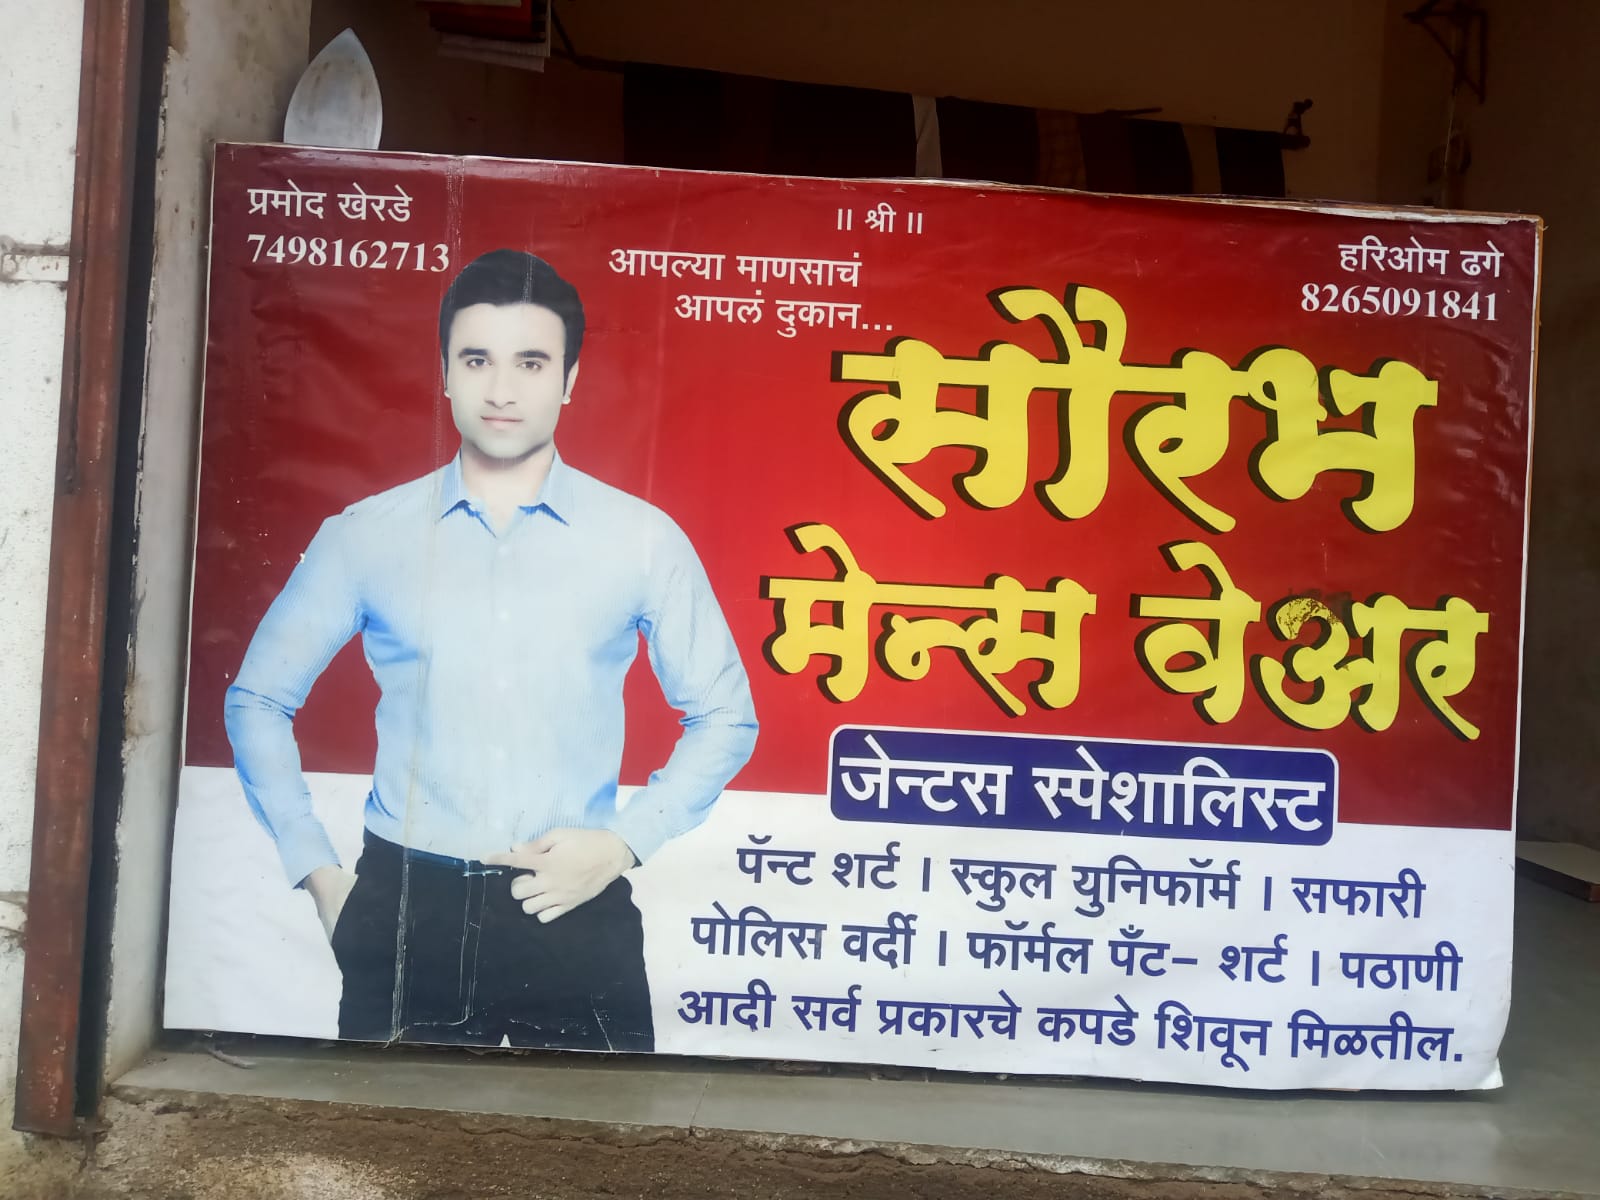 प्रमोद खेरडे
7498162713
॥ श्री ॥
हरिओम ढगे
8265091841
आपल्या माणसाचं
आपलं दुकान...
सौरभ
मेन्स वेअर
जेन्टस स्पेशालिस्ट
पॅन्ट शर्ट । स्कुल युनिफॉर्म । सफारी
पोलिस वर्दी । फॉर्मल पँट- शर्ट । पठाणी
आदी सर्व प्रकारचे कपडे शिवून मिळतील.